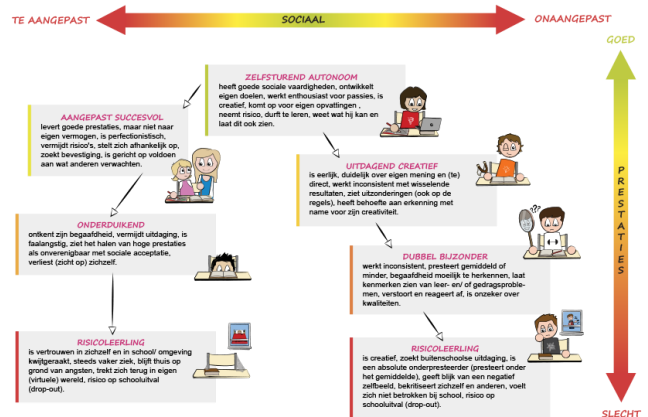 TE AANGEPAST
SOCIAAL
ONAANGEPAST
GOED
ZELFSTUREND AUTONOOM
heeft goede sociale vaardigheden, ontwikkelt
eigen doelen, werkt enthousiast voor passies, is
creatief, komt op voor eigen opvattingen ,
neemt risico, durft te leren, weet wat hij kan en
laat dit ook zien.
AANGEPAST SUCCESVOL
levert goede prestaties, maar niet naar
eigen vermogen, is perfectionistisch,
vermijdt risico's, stelt zich afhankelijk op,
zoekt bevestiging, is gericht op voldoen
aan wat anderen verwachten.
UITDAGEND CREATIEF
is eerlijk, duidelijk over eigen mening en (te)
direct, werkt inconsistent met wisselende
resultaten, ziet uitzonderingen (ook op de
regels), heeft behoefte aan erkenning met
name voor zijn creativiteit.
PRESTATIES
ONDERDUIKEND
ontkent zijn begaafdheid, vermijdt uitdaging, is
faalangstig, ziet het halen van hoge prestaties
als onverenigbaar met sociale acceptatie,
verliest (zicht op) zichzelf.
???
DUBBEL BIJZONDER
werkt inconsistent, presteert gemiddeld of
minder, begaafdheid moeilijk te herkennen, laat
kenmerken zien van leer- en/ of gedragsproble-
men, verstoort en reageert af, is onzeker over
kwaliteiten.
RISICOLEERLING
is vertrouwen in zichzelf en in school/ omgeving
kwijtgeraakt, steeds vaker ziek, blijft thuis op
grond van angsten, trekt zich terug in eigen
(virtuele) wereld, risico op schooluitval
(drop-out).
RISICOLEERLING
is creatief, zoekt buitenschoolse uitdaging, is
een absolute onderpresteerder (presteert onder
het gemiddelde), geeft blijk van een negatief
zelfbeeld, bekritiseert zichzelf en anderen, voelt
zich niet betrokken bij school, risico op
schooluitval (drop-out).
SLECHT